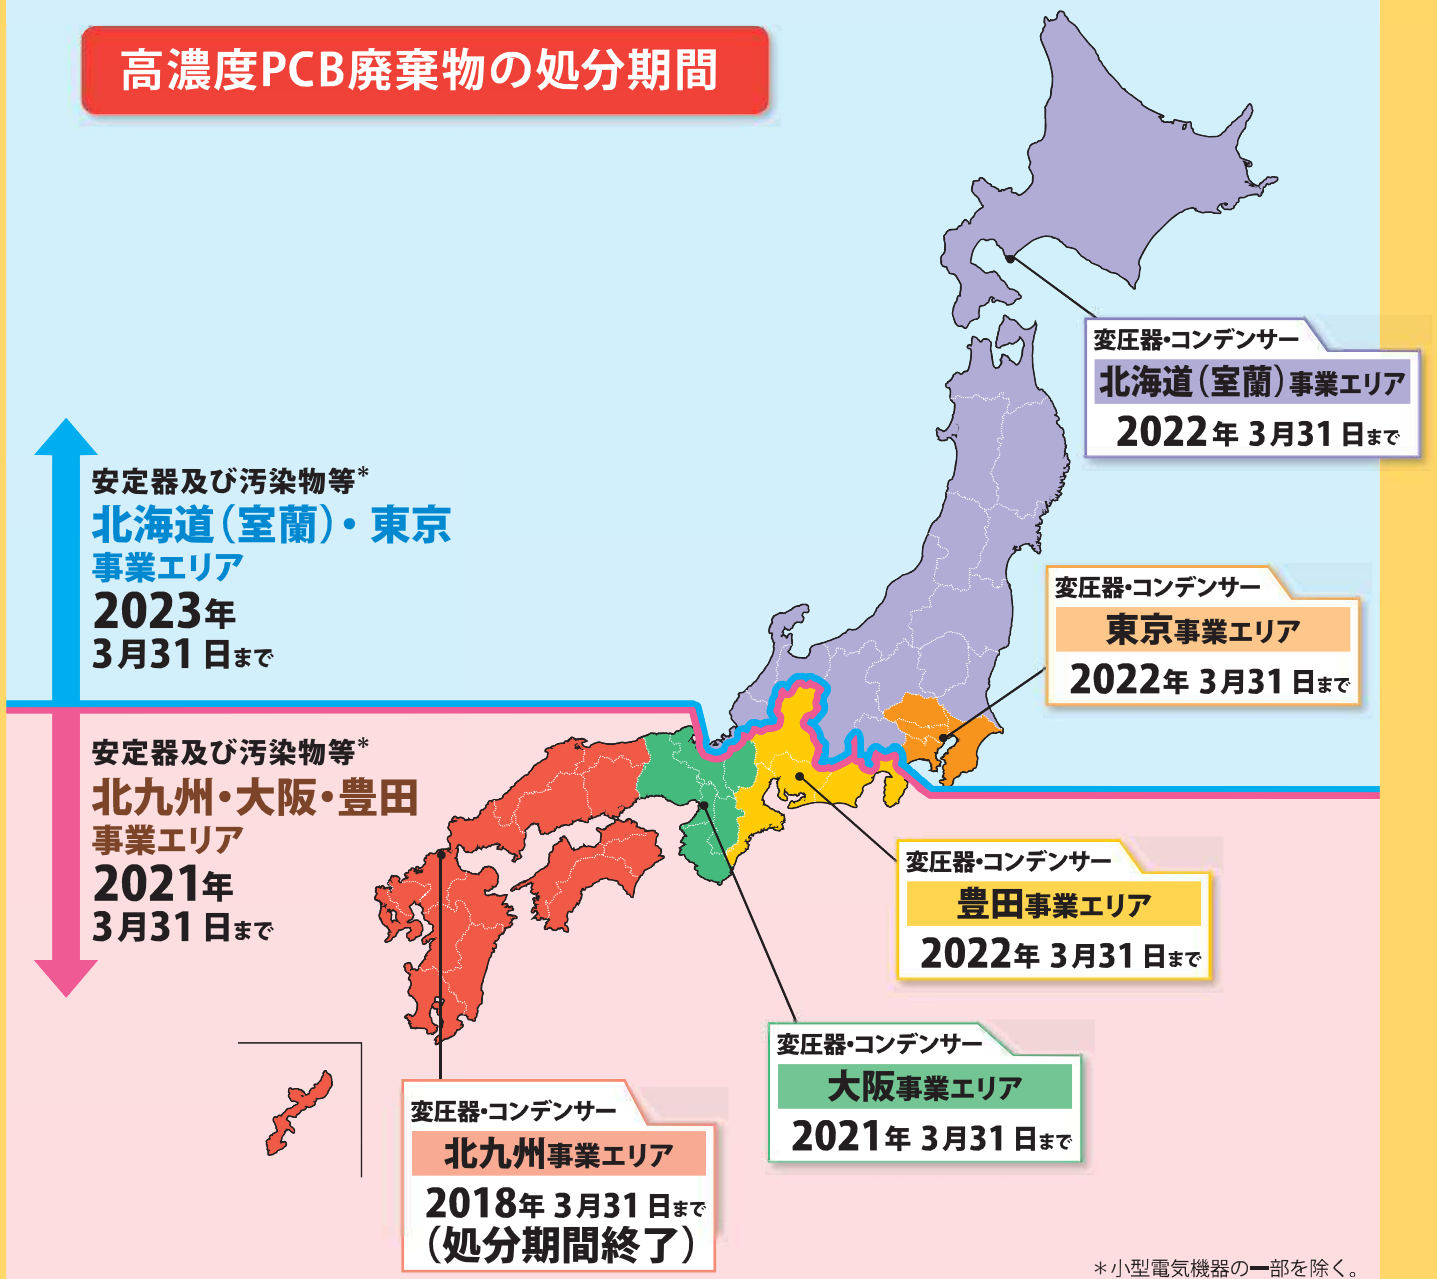 高濃度PCB廃棄物の処分期間
変圧器・コンデンサー
北海道（室蘭）事業エリア
2022年 3月31日まで
安定器及び汚染物等＊
北海道（室蘭）・東京
事業エリア
2023年
3月31日まで
変圧器・コンデンサー
東京事業エリア
2022年 3月31日まで
安定器及び汚染物等＊
北九州・大阪・豊田
事業エリア
2021年
3月31日まで
変圧器・コンデンサー
豊田事業エリア
2022年 3月31日まで
変圧器・コンデンサー
大阪事業エリア
2021年 3月31日まで
変圧器・コンデンサー
北九州事業エリア
2018年 3月31日まで
（処分期間終了）
＊小型電気機器の一部を除く。